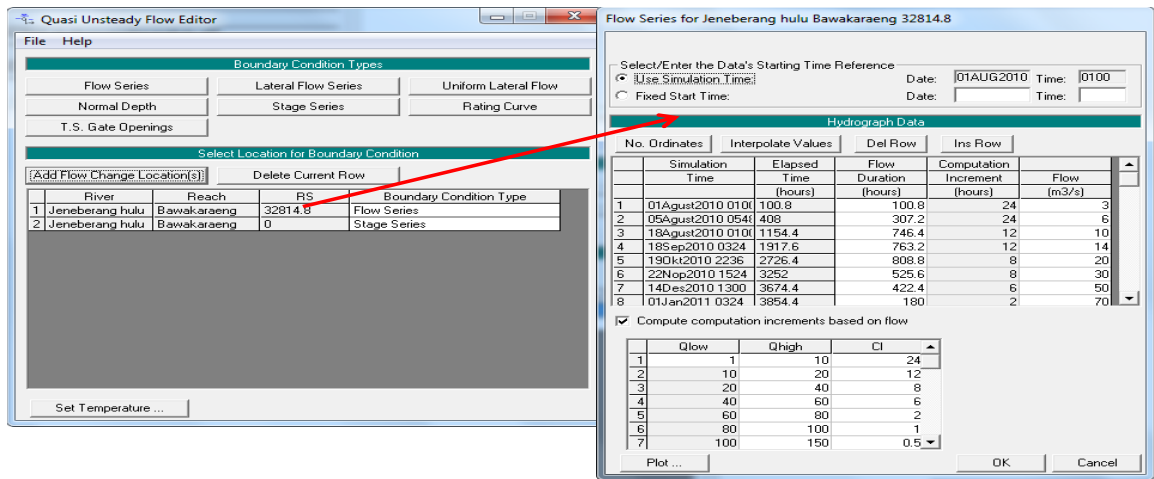 Quasi Unsteady Flow Editor
File Help
Boundary Condition Types
Flow Series Lateral Flow Series Uniform Lateral Flow
Normal Depth Stage Series Rating Curve
T.S. Gate Openings
Select Location for Boundary Condition
Add Flow Change Location(s) Delete Current Row
River Reach RS Boundary Condition Type
1 Jeneberang hulu Bawakaraeng 32814.8 Flow Series
2 Jeneberang hulu Bawakaraeng 0 Stage Series
Set Temperature ...
Flow Series for Jeneberang hulu Bawakaraeng 32814.8
Select/Enter the Data's Starting Time Reference
Use Simulation Time: Date: 01AUG2010 Time: 0100
Fixed Start Time: Date: Time:
Hydrograph Data
No. Ordinates Interpolate Values Del Row Ins Row
Simulation Elapsed Flow Computation
Time Time Duration Increment Flow
(hours) (hours) (hours) (m3/s)
1 01Agust2010 010( 100.8 100.8 24 3
2 05Agust2010 054( 408 307.2 24 6
3 18Agust2010 010( 1154.4 746.4 12 10
4 18Sep2010 0324 1917.6 763.2 12 14
5 19Okt2010 2236 2726.4 808.8 8 20
6 22Nop2010 1524 3252 525.6 8 30
7 14Des2010 1300 3674.4 422.4 6 50
8 01Jan2011 0324 3854.4 180 2 70
Compute computation increments based on flow
Qlow Qhigh CI
1 1 10 24
2 10 20 12
3 20 40 8
4 40 60 6
5 60 80 2
6 80 100 1
7 100 150 0.5
Plot ... OK Cancel